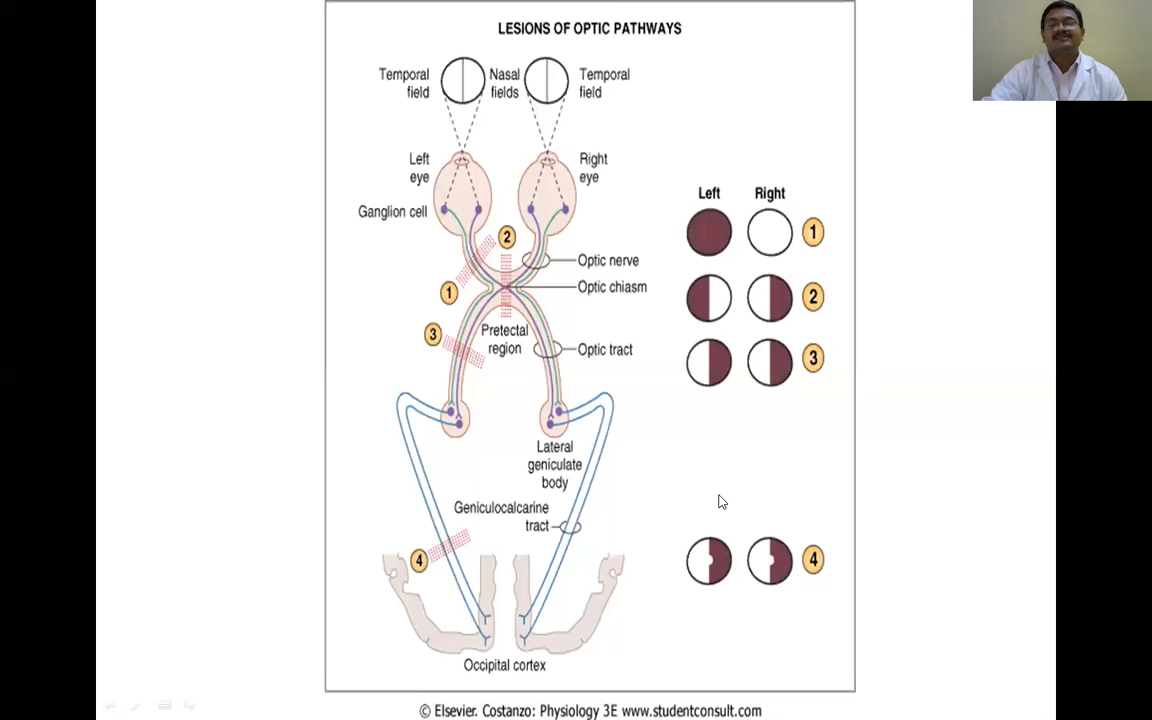 LESIONS OF OPTIC PATHWAYS
Temporal
field
Nasal
fields
Temporal
field
Left
eye
Right
eye
Ganglion cell
2
Optic nerve
1
Optic chiasm
3
Pretectal
region
Optic tract
Lateral
geniculate
body
Geniculocalcarine
tract
4
Occipital cortex
Left
Right
1
2
3
4
© Elsevier. Costanzo: Physiology 3E www.studentconsult.com